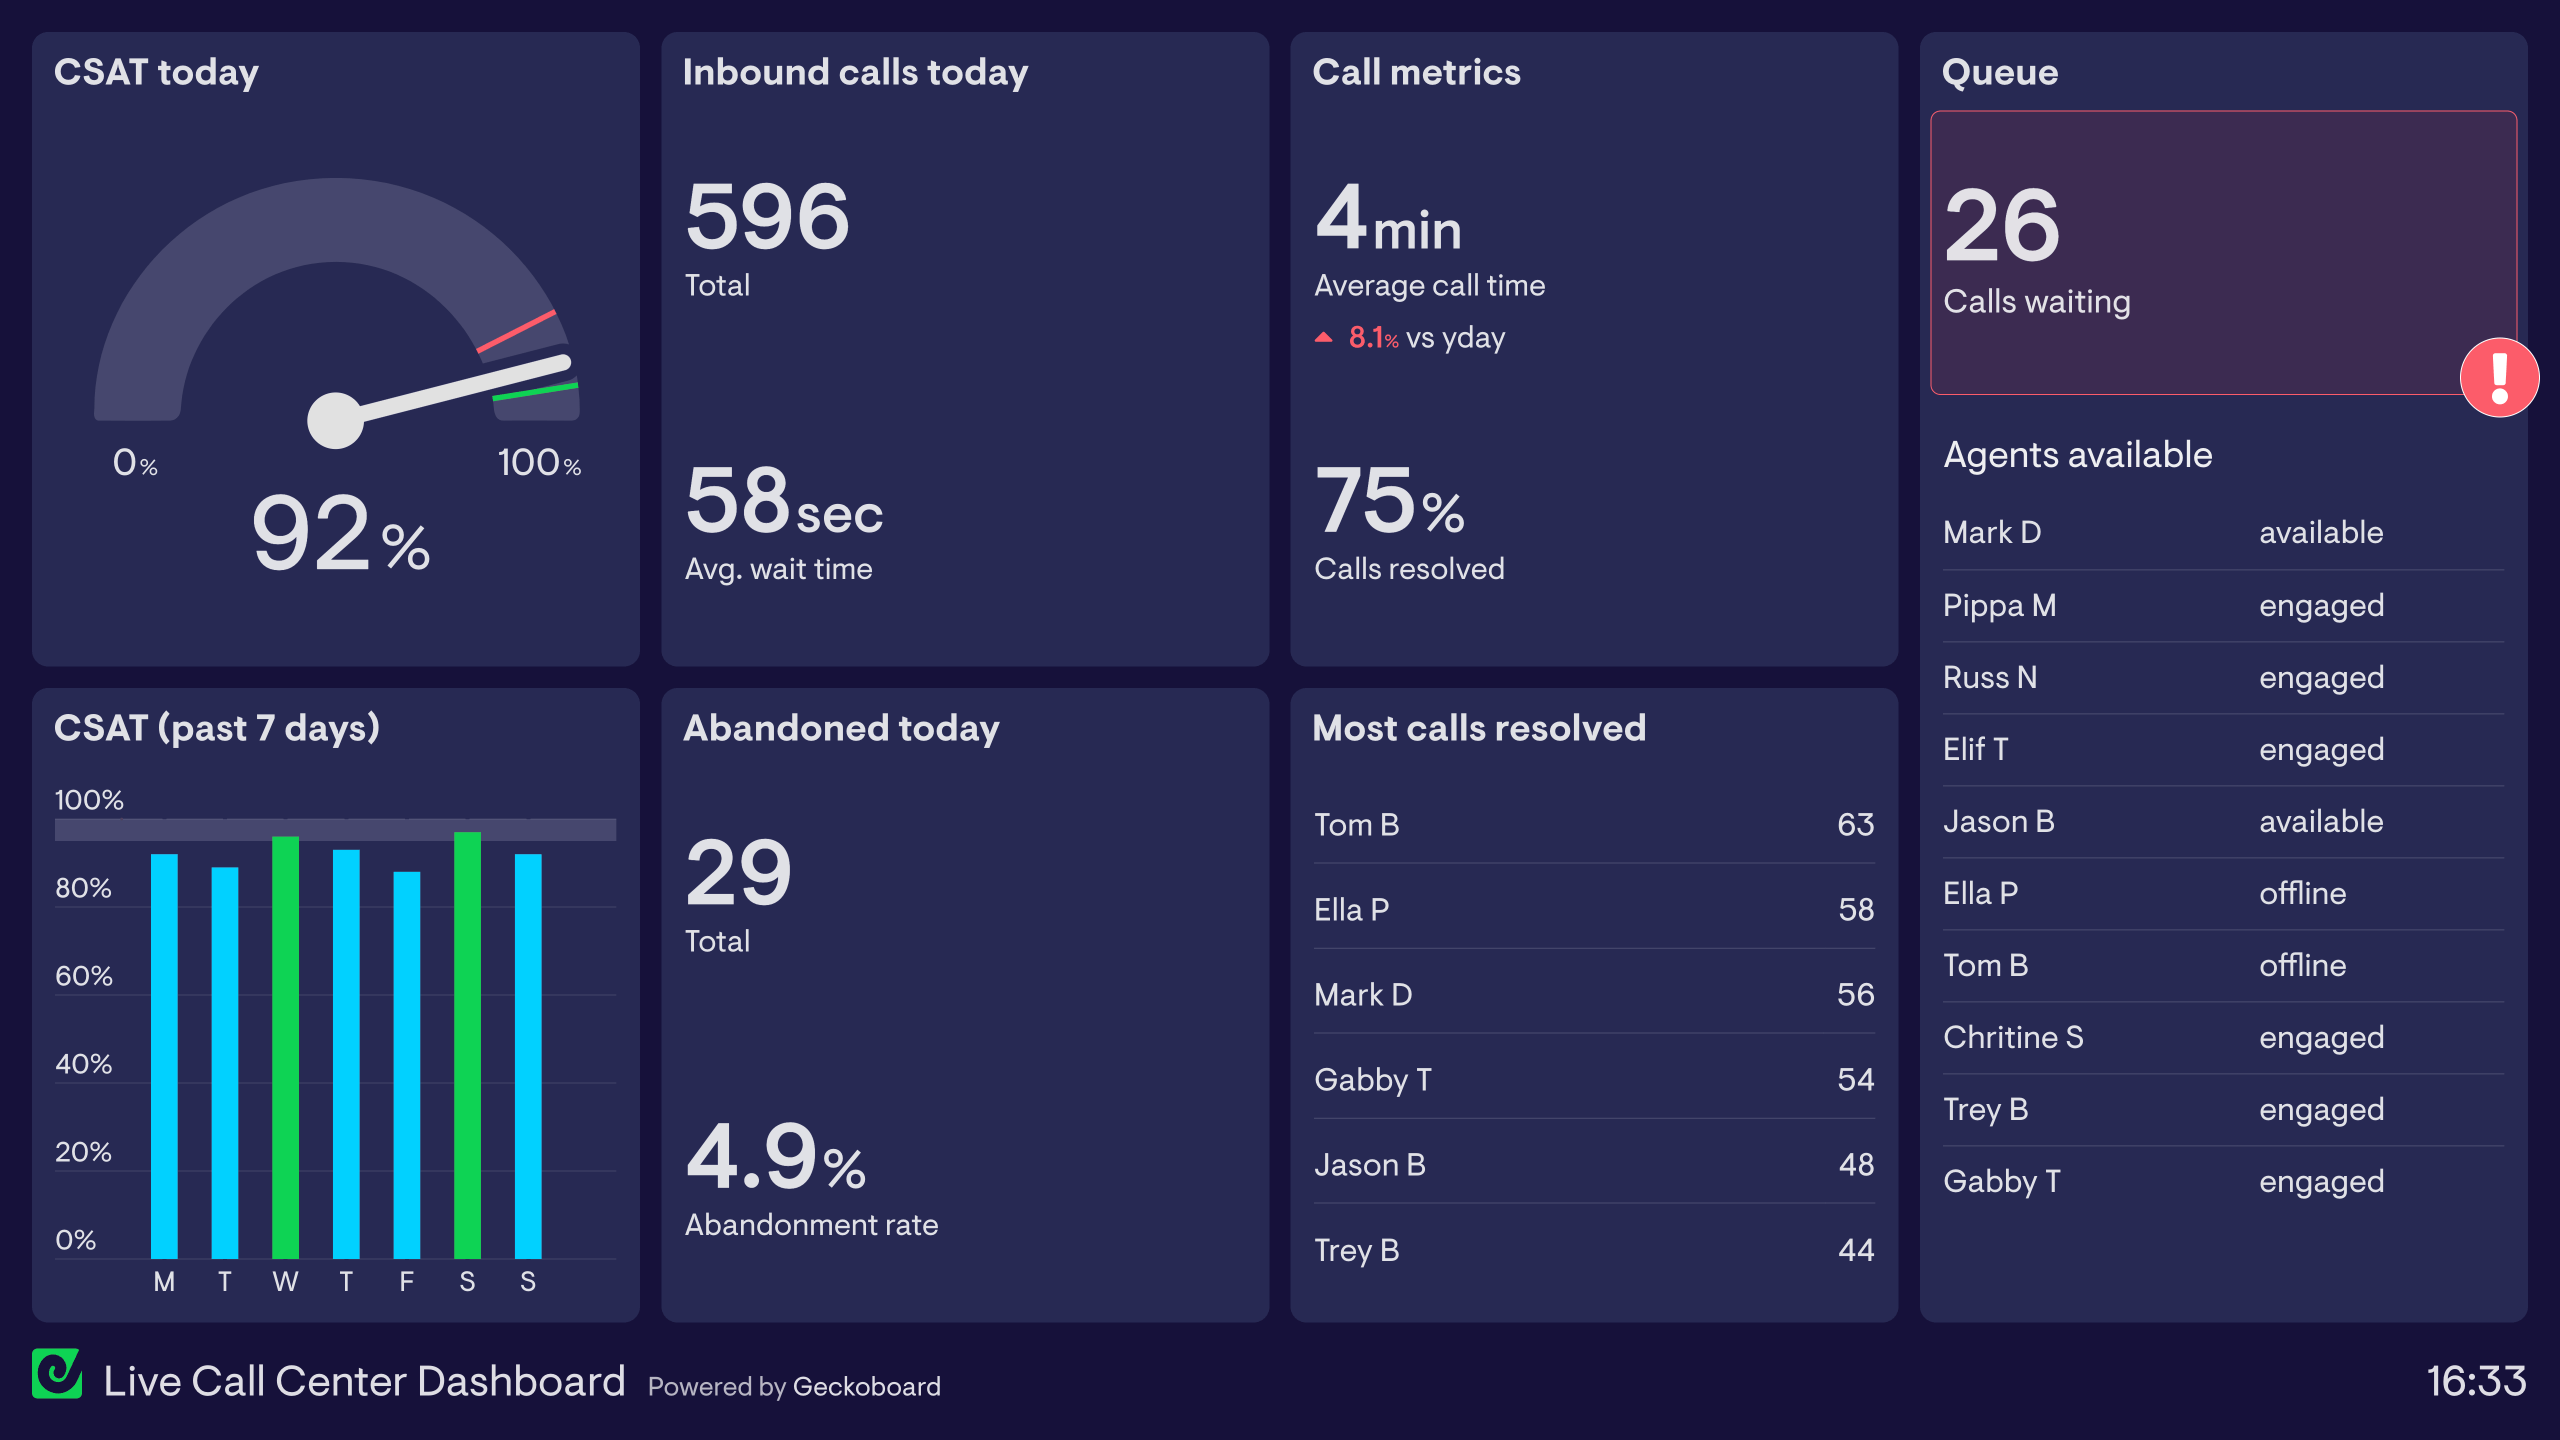 CSAT today
0%
100%
92%
Inbound calls today
596
Total
58sec
Avg. wait time
Call metrics
4min
Average call time
8.1% vs yday
75%
Calls resolved
Queue
26
Calls waiting
!
Agents available
Mark D available
Pippa M engaged
Russ N engaged
Elif T engaged
Jason B available
Ella P offline
Tom B offline
Chritine S engaged
Trey B engaged
Gabby T engaged
CSAT (past 7 days)
100%
80%
60%
40%
20%
0%
M T W T F S S
Abandoned today
29
Total
4.9%
Abandonment rate
Most calls resolved
Tom B 63
Ella P 58
Mark D 56
Gabby T 54
Jason B 48
Trey B 44
Live Call Center Dashboard Powered by Geckoboard
16:33